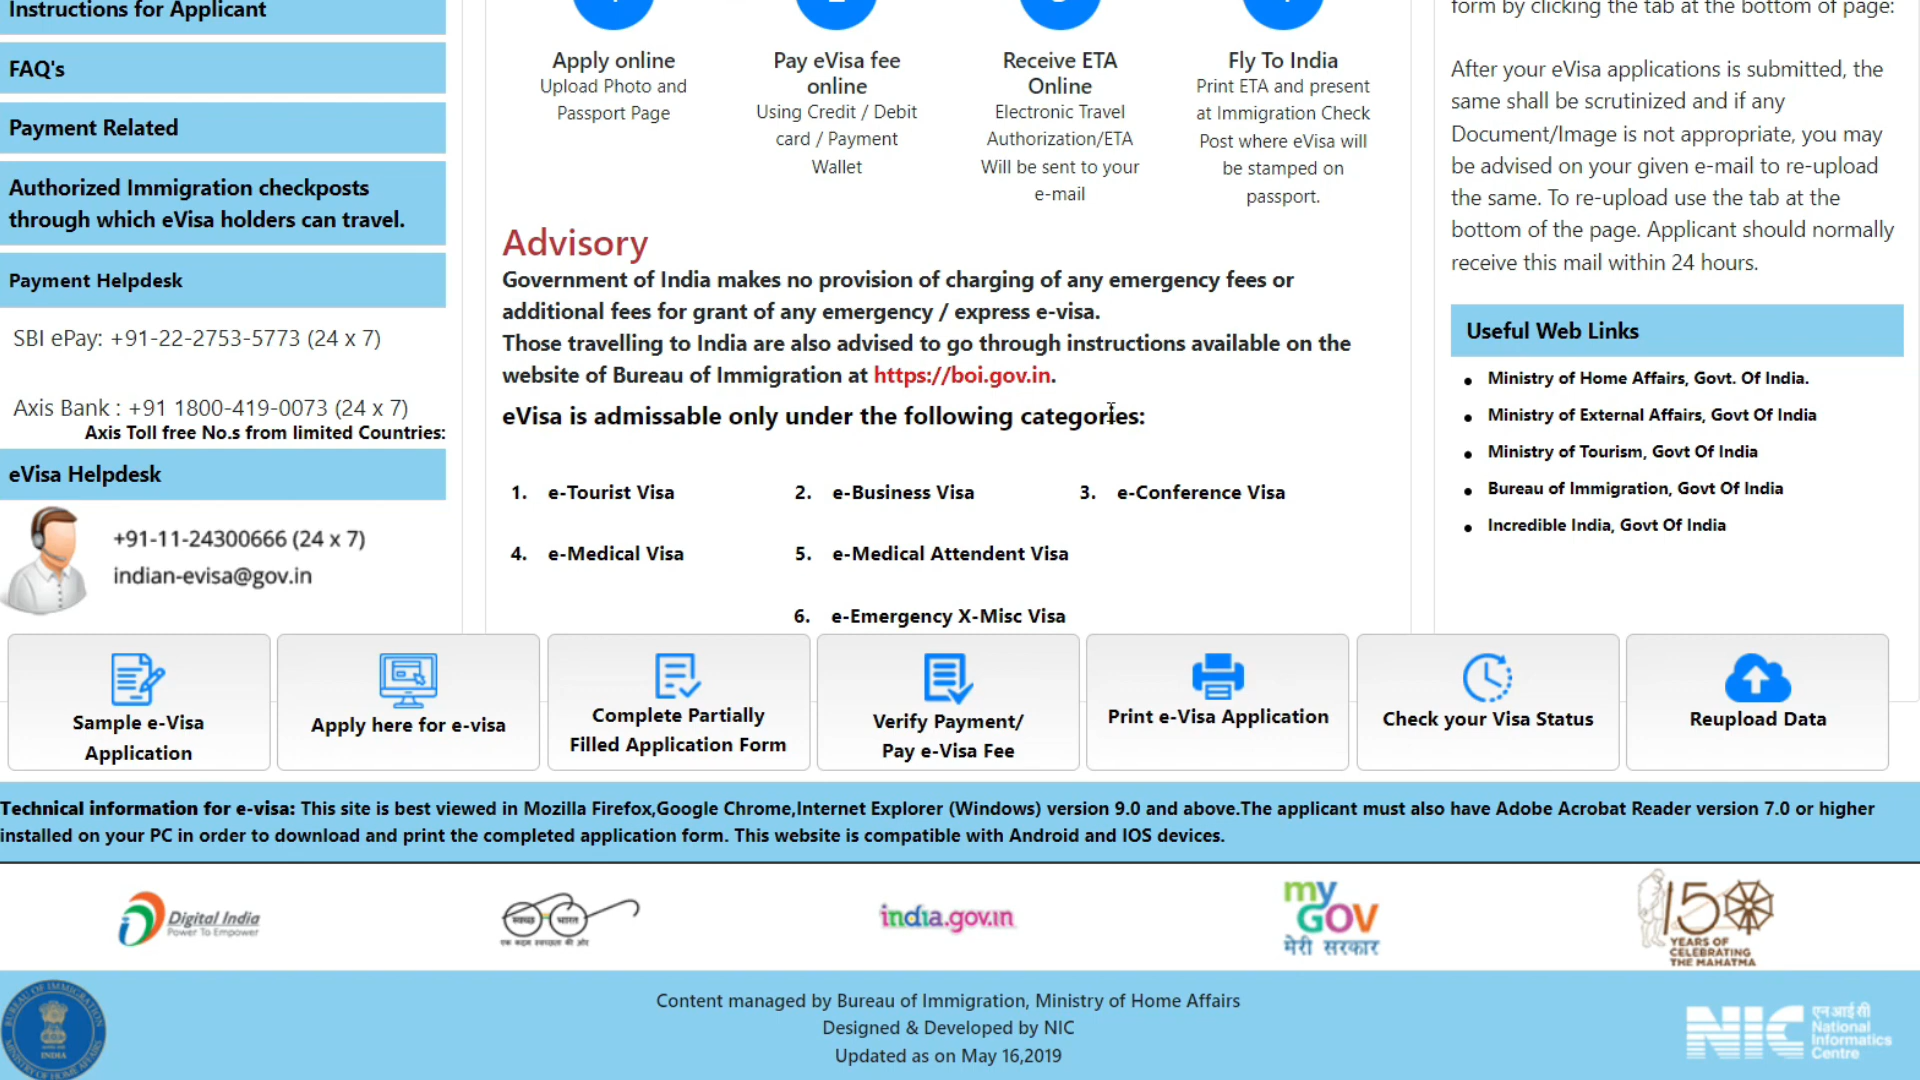 Instructions for Applicant
FAQ's
Payment Related
Authorized Immigration checkposts
through which eVisa holders can travel.
Payment Helpdesk
SBI ePay: +91-22-2753-5773 (24 x 7)
Axis Bank : +91 1800-419-0073 (24 x 7)
Axis Toll free No.s from limited Countries:
eVisa Helpdesk
+91-11-24300666 (24 x 7)
indian-evisa@gov.in
Apply online
Upload Photo and
Passport Page
Pay eVisa fee
online
Using Credit / Debit
card / Payment
Wallet
Receive ETA
Online
Electronic Travel
Authorization/ETA
Will be sent to your
e-mail
Fly To India
Print ETA and present
at Immigration Check
Post where eVisa will
be stamped on
passport.
Advisory
Government of India makes no provision of charging of any emergency fees or
additional fees for grant of any emergency / express e-visa.
Those travelling to India are also advised to go through instructions available on the
website of Bureau of Immigration at https://boi.gov.in.
eVisa is admissable only under the following categories:
1. e-Tourist Visa
2. e-Business Visa
3. e-Conference Visa
4. e-Medical Visa
5. e-Medical Attendent Visa
6. e-Emergency X-Misc Visa
form by clicking the tab at the bottom of page:
After your eVisa applications is submitted, the
same shall be scrutinized and if any
Document/Image is not appropriate, you may
be advised on your given e-mail to re-upload
the same. To re-upload use the tab at the
bottom of the page. Applicant should normally
receive this mail within 24 hours.
Useful Web Links
Ministry of Home Affairs, Govt. Of India.
Ministry of External Affairs, Govt Of India
Ministry of Tourism, Govt Of India
Bureau of Immigration, Govt Of India
Incredible India, Govt Of India
Sample e-Visa
Application
Apply here for e-visa
Complete Partially
Filled Application Form
Verify Payment/
Pay e-Visa Fee
Print e-Visa Application
Check your Visa Status
Reupload Data
Technical information for e-visa: This site is best viewed in Mozilla Firefox,Google Chrome,Internet Explorer (Windows) version 9.0 and above.The applicant must also have Adobe Acrobat Reader version 7.0 or higher
installed on your PC in order to download and print the completed application form. This website is compatible with Android and IOS devices.
Digital India
Power To Empower
स्वच्छ भारत
एक कदम स्वच्छता की ओर
india.gov.in
my
GOV
मेरी सरकार
150
YEARS OF
CELEBRATING
THE MAHATMA
BUREAU OF IMMIGRATION
INDIA
MINISTRY OF HOME AFFAIRS
Content managed by Bureau of Immigration, Ministry of Home Affairs
Designed & Developed by NIC
Updated as on May 16,2019
NIC
एन आई सी
National
Informatics
Centre